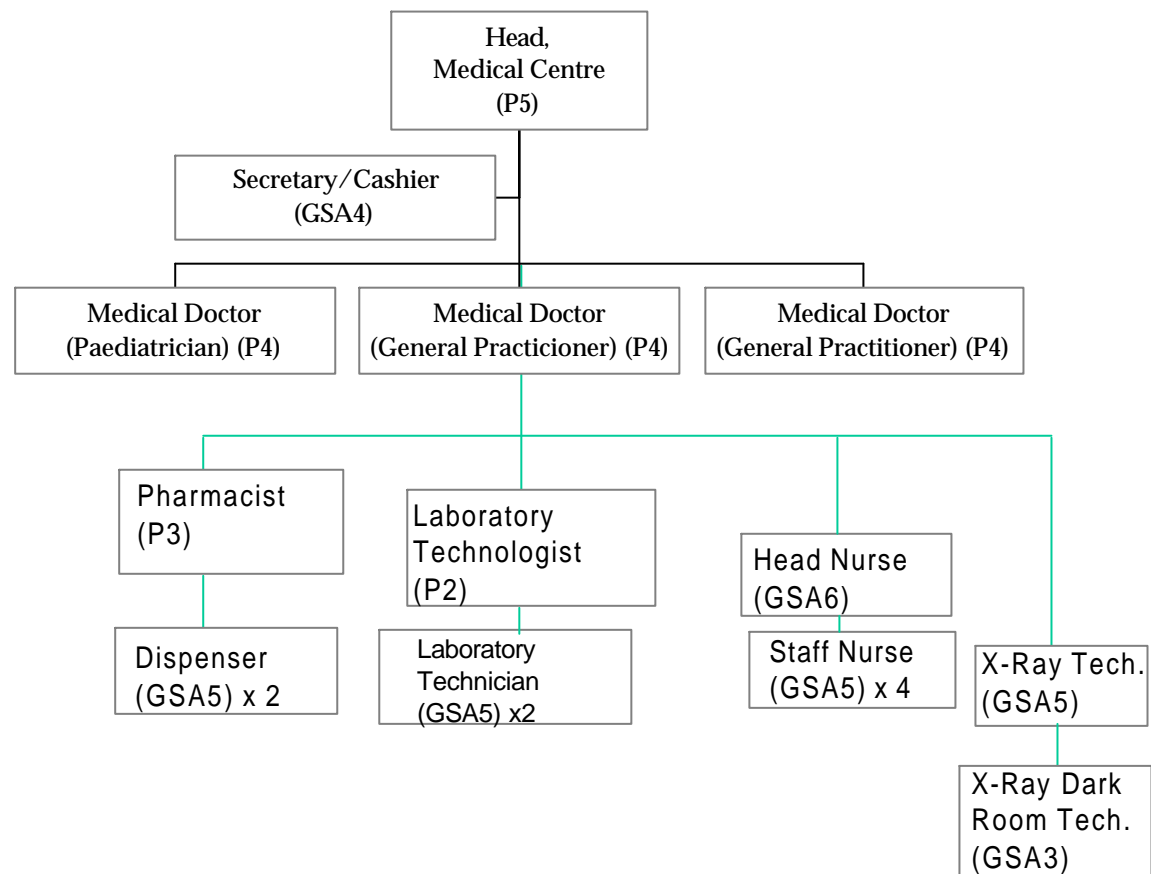 Head,
Medical Centre
(P5)
Secretary/Cashier
(GSA4)
Medical Doctor
(Paediatrician) (P4)
Medical Doctor
(General Practicioner) (P4)
Medical Doctor
(General Practitioner) (P4)
Pharmacist
(P3)
Laboratory
Technologist
(P2)
Head Nurse
(GSA6)
Dispenser
(GSA5) x 2
Laboratory
Technician
(GSA5) x2
Staff Nurse
(GSA5) x 4
X-Ray Tech.
(GSA5)
X-Ray Dark
Room Tech.
(GSA3)